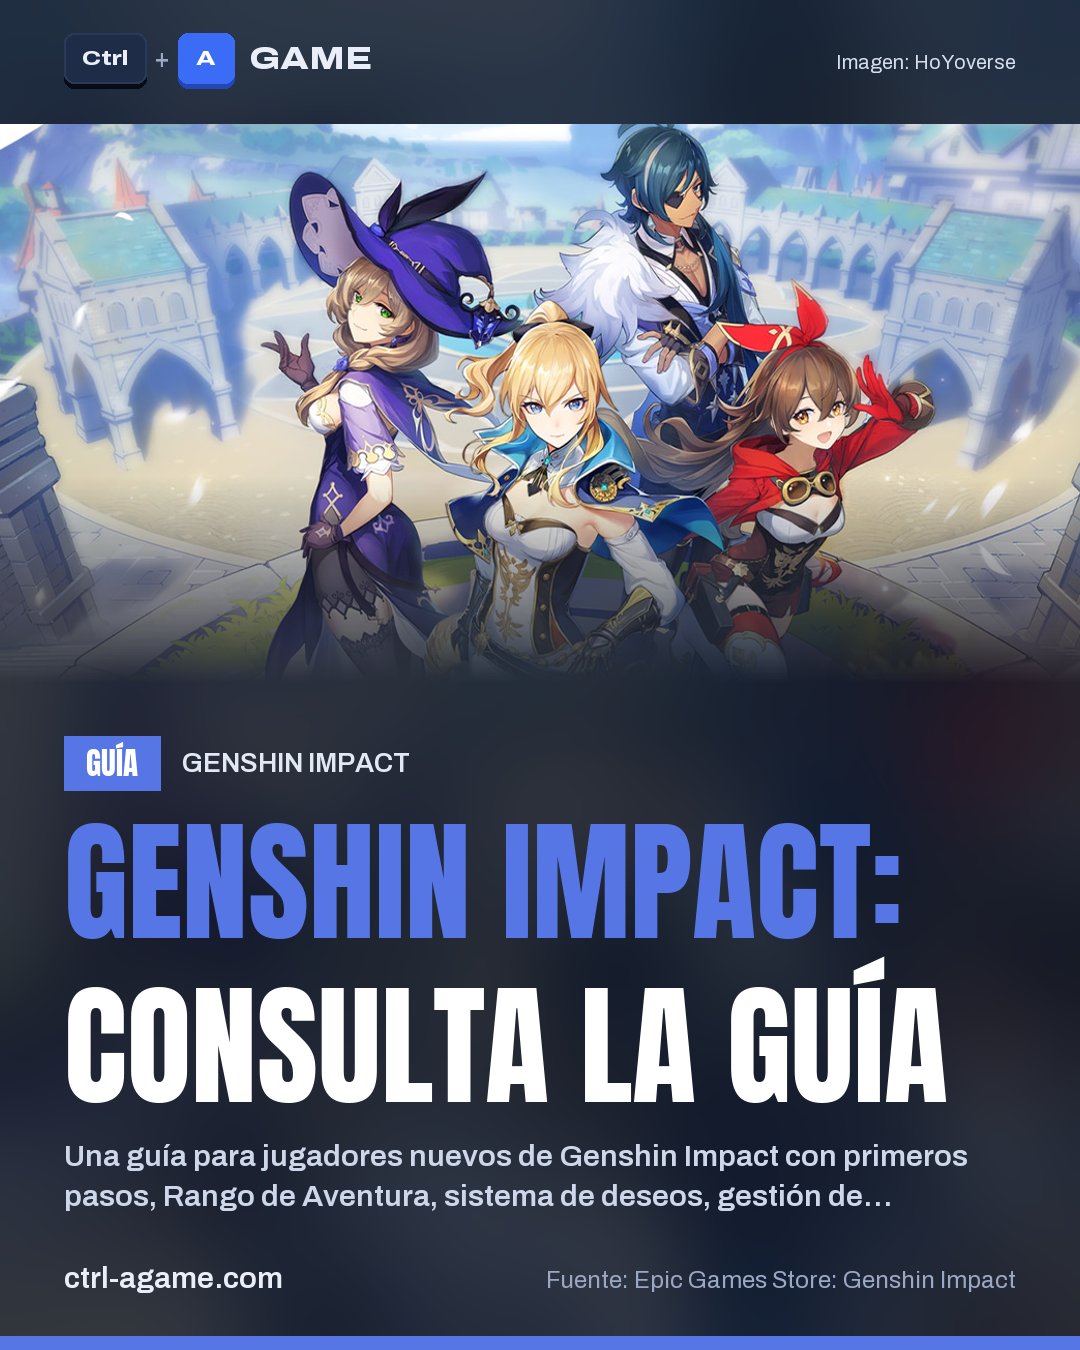 Ctrl + A GAME
Imagen: HoYoverse
GUÍA GENSHIN IMPACT
GENSHIN IMPACT:
CONSULTA LA GUÍA
Una guía para jugadores nuevos de Genshin Impact con primeros
pasos, Rango de Aventura, sistema de deseos, gestión de...
ctrl-agame.com
Fuente: Epic Games Store: Genshin Impact